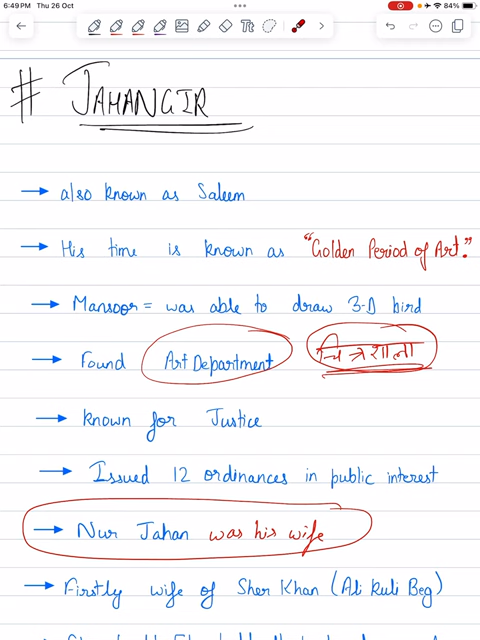 6:49 PM Thu 26 Oct 84%
# JAHANGIR
→ also known as Saleem
→ His time is known as "Golden Period of Art."
→ Mansoor = was able to draw 3-D bird
→ Found Art Department चित्रशाला
→ known for Justice
→ Issued 12 ordinances in public interest
→ Nur Jahan was his wife
→ Firstly wife of Sher Khan (Ali Kuli Beg)